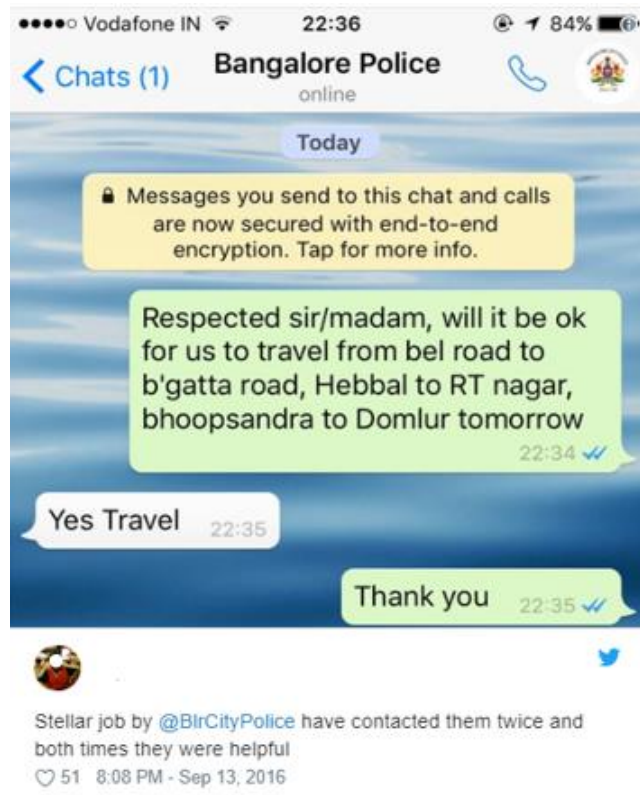 Vodafone IN 22:36 84%
Chats (1) Bangalore Police
online
Today
Messages you send to this chat and calls
are now secured with end-to-end
encryption. Tap for more info.
Respected sir/madam, will it be ok
for us to travel from bel road to
b'gatta road, Hebbal to RT nagar,
bhoopsandra to Domlur tomorrow
22:34
Yes Travel 22:35
Thank you 22:35
Stellar job by @BlrCityPolice have contacted them twice and
both times they were helpful
51 8:08 PM - Sep 13, 2016